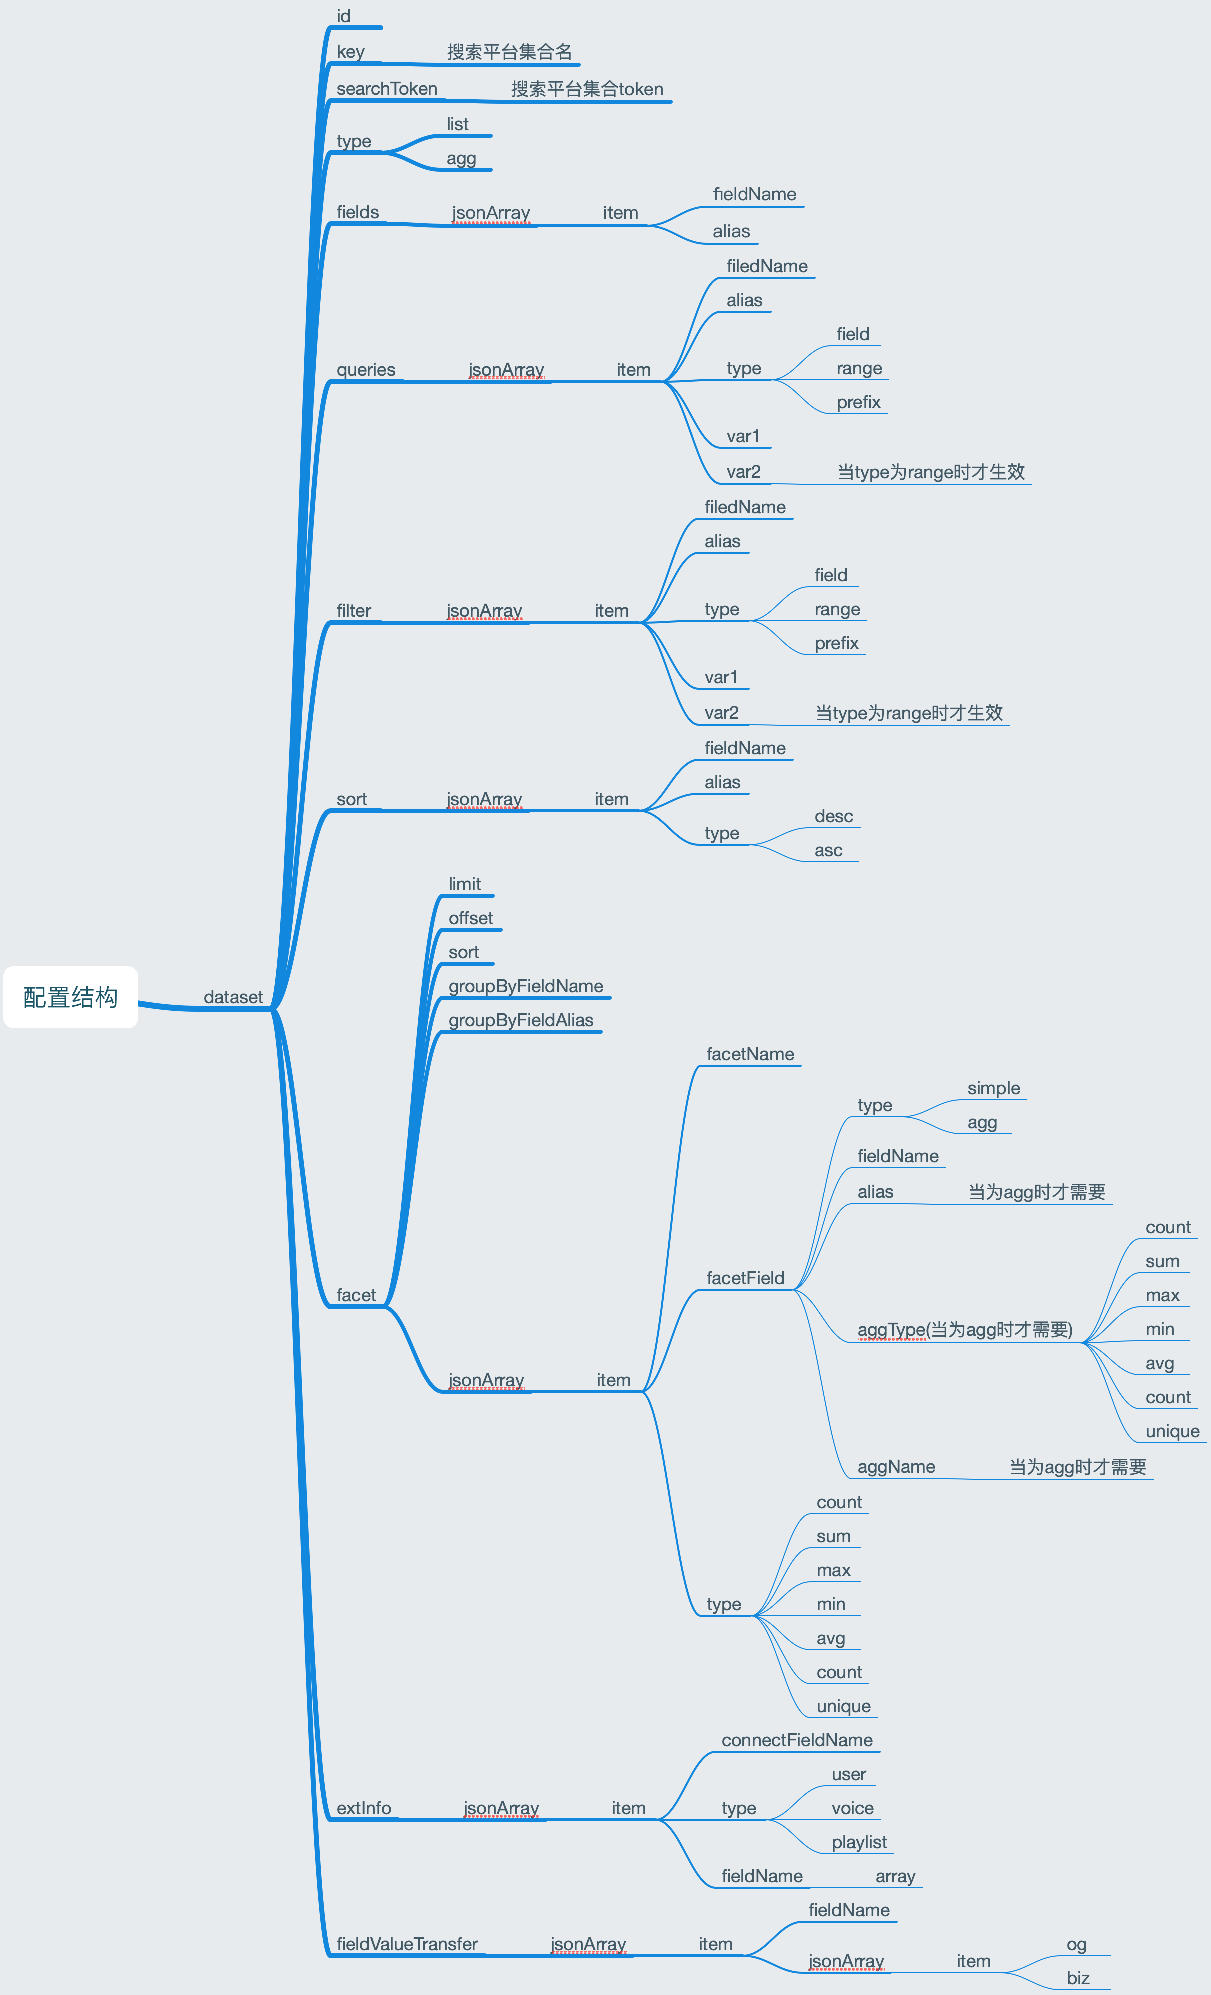 id
key
搜索平台集合名
searchToken
搜索平台集合token
type
list
agg
fields
jsonArray
item
fieldName
alias
queries
jsonArray
item
filedName
alias
type
field
range
prefix
var1
var2
当type为range时才生效
filter
jsonArray
item
filedName
alias
type
field
range
prefix
var1
var2
当type为range时才生效
sort
jsonArray
item
fieldName
alias
type
desc
asc
配置结构
dataset
facet
limit
offset
sort
groupByFieldName
groupByFieldAlias
jsonArray
item
facetName
facetField
type
simple
agg
fieldName
alias
当为agg时才需要
aggType(当为agg时才需要)
count
sum
max
min
avg
count
unique
aggName
当为agg时才需要
type
count
sum
max
min
avg
count
unique
extInfo
jsonArray
item
connectFieldName
type
user
voice
playlist
fieldName
array
fieldValueTransfer
jsonArray
item
fieldName
jsonArray
item
og
biz